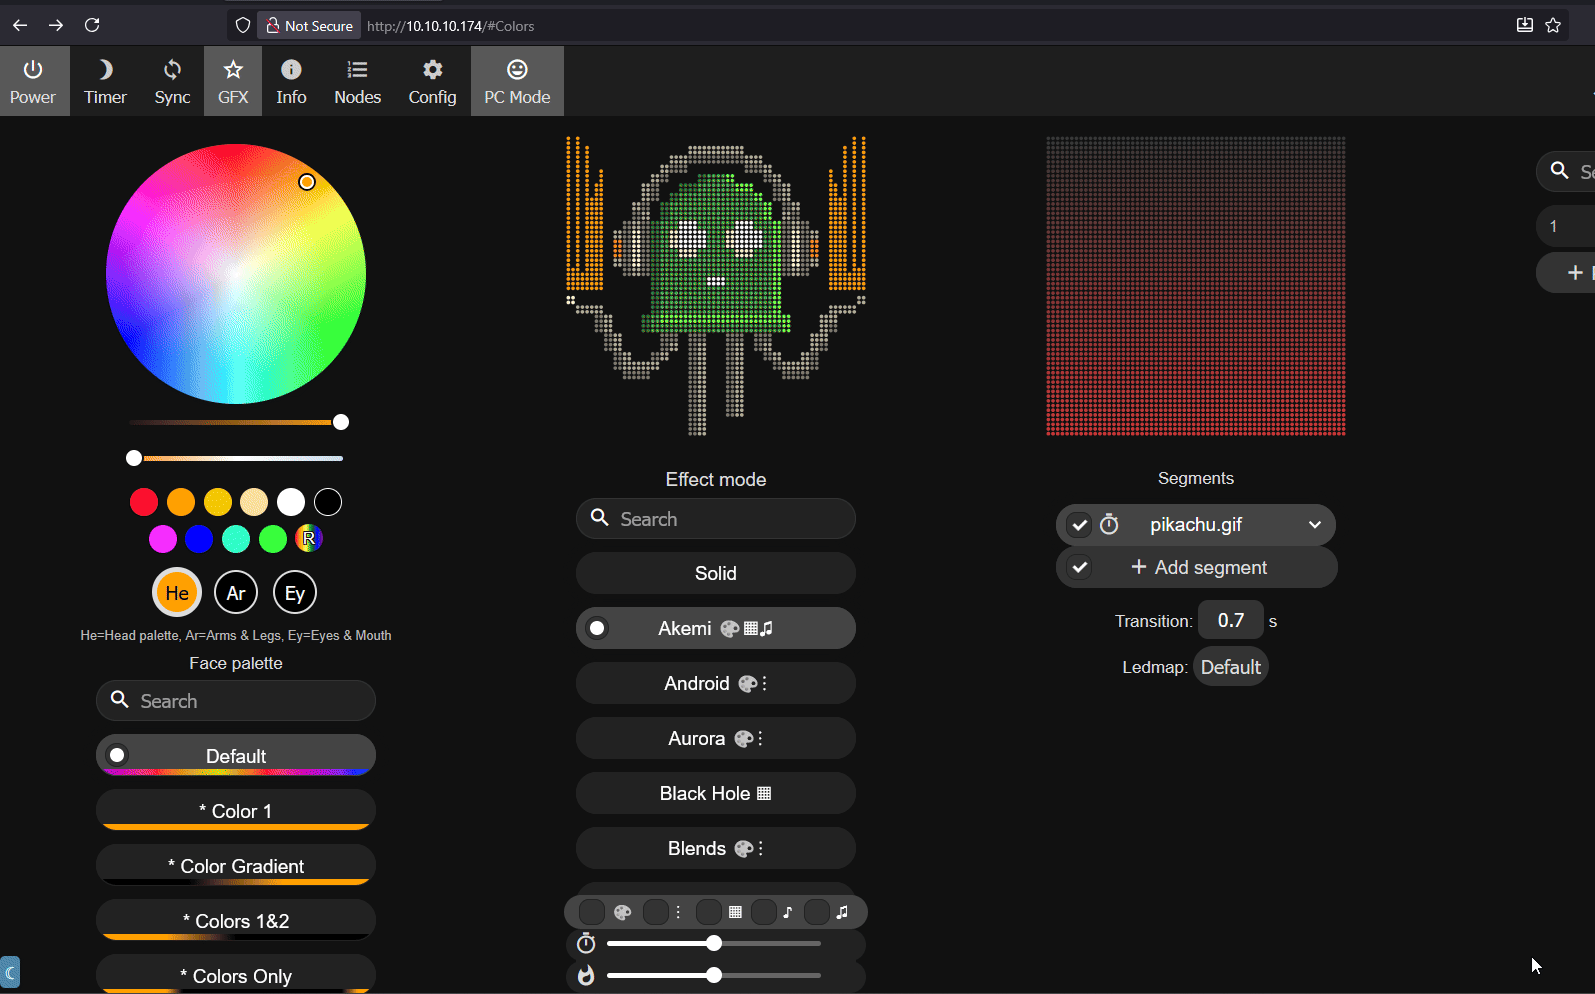 Not Secure http://10.10.10.174/#Colors
Power Timer Sync GFX Info Nodes Config PC Mode
R
He Ar Ey
He=Head palette, Ar=Arms & Legs, Ey=Eyes & Mouth
Face palette
Search
Default
* Color 1
* Color Gradient
* Colors 1&2
* Colors Only
Effect mode
Search
Solid
Akemi
Android
Aurora
Black Hole
Blends
Segments
pikachu.gif
+ Add segment
Transition: 0.7 s
Ledmap: Default
Se
1
+